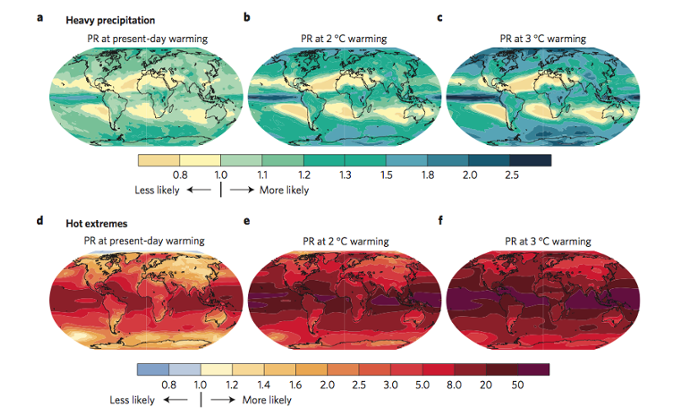 a Heavy precipitation
PR at present-day warming
b
PR at 2 °C warming
c
PR at 3 °C warming
0.8 1.0 1.1 1.2 1.3 1.5 1.8 2.0 2.5
Less likely More likely
d Hot extremes
PR at present-day warming
e
PR at 2 °C warming
f
PR at 3 °C warming
0.8 1.0 1.2 1.4 1.6 2.0 2.5 3.0 5.0 8.0 20 50
Less likely More likely